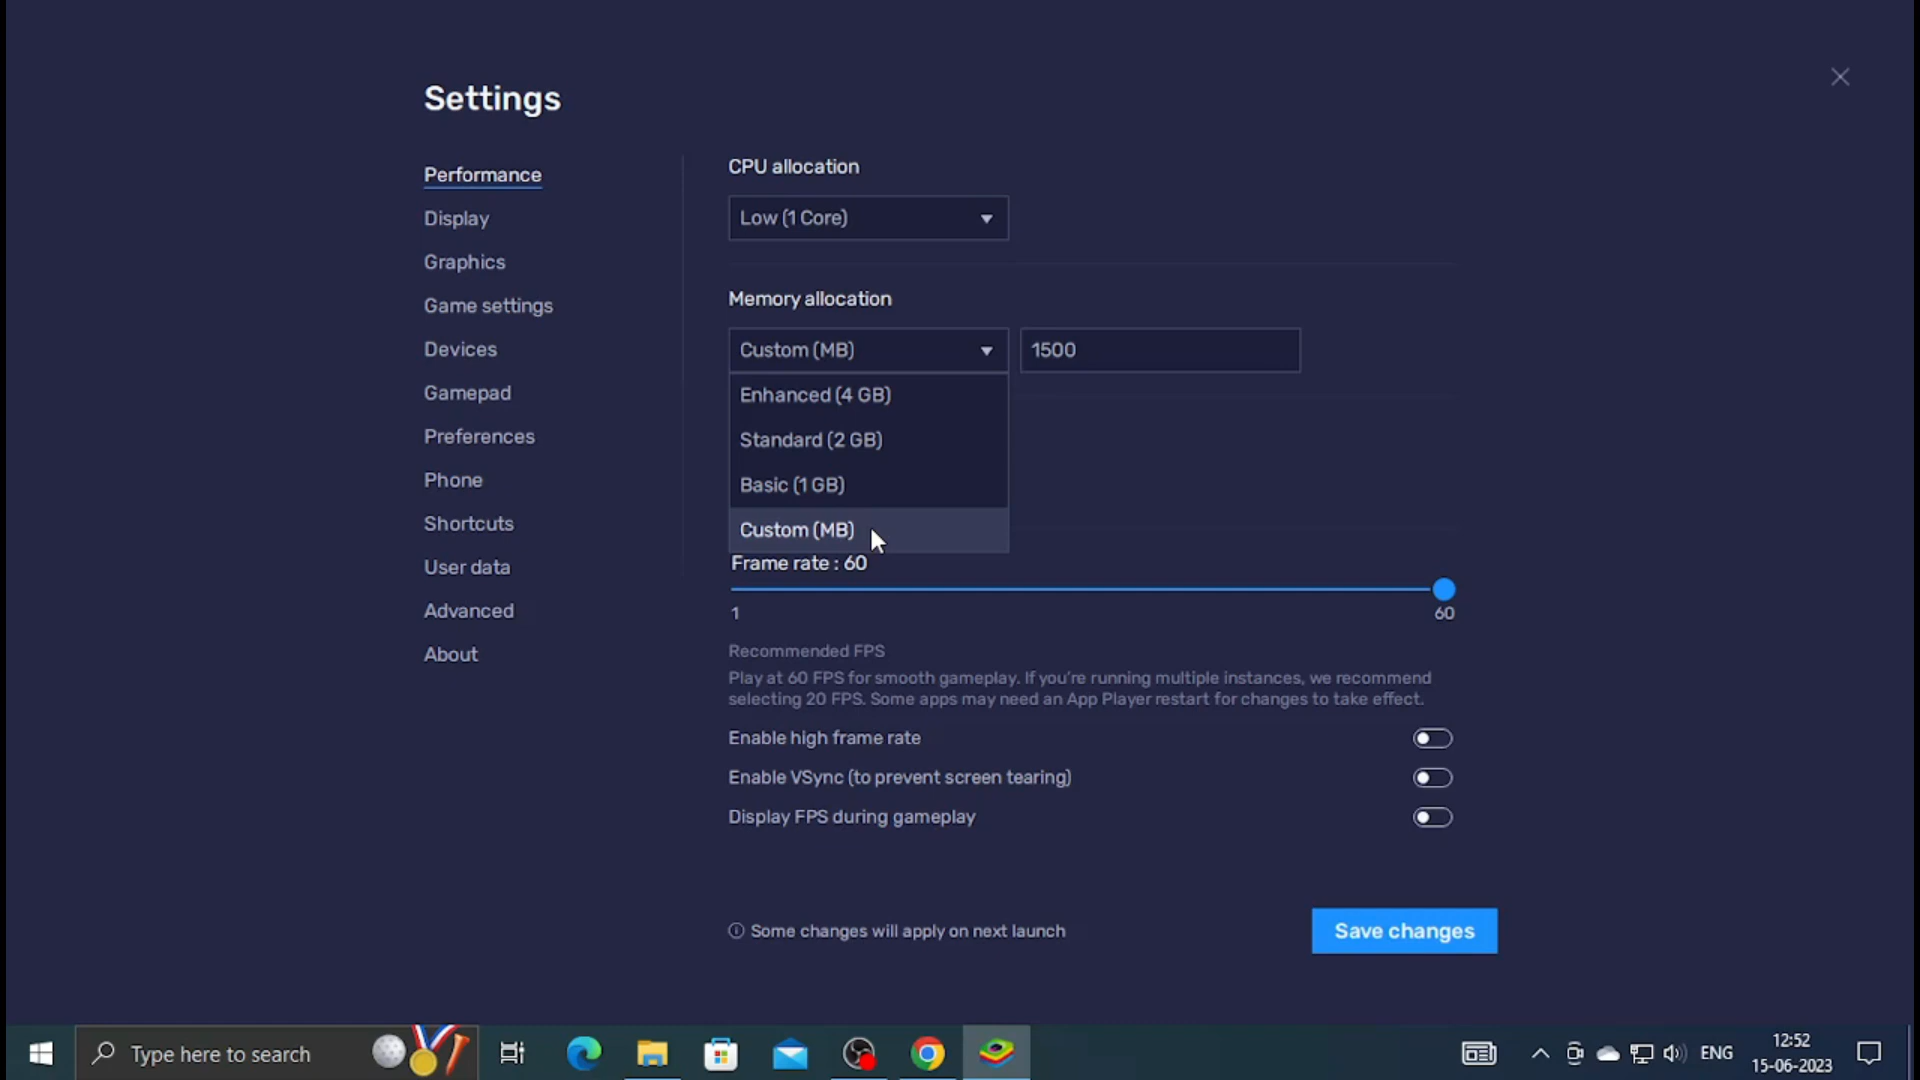 Settings
Performance
Display
Graphics
Game settings
Devices
Gamepad
Preferences
Phone
Shortcuts
User data
Advanced
About
CPU allocation
Low (1 Core)
Memory allocation
Custom (MB)
1500
Enhanced (4 GB)
Standard (2 GB)
Basic (1 GB)
Custom (MB)
Frame rate : 60
1
60
Recommended FPS
Play at 60 FPS for smooth gameplay. If you're running multiple instances, we recommend
selecting 20 FPS. Some apps may need an App Player restart for changes to take effect.
Enable high frame rate
Enable VSync (to prevent screen tearing)
Display FPS during gameplay
Some changes will apply on next launch
Save changes
Type here to search
ENG
12:52
15-06-2023